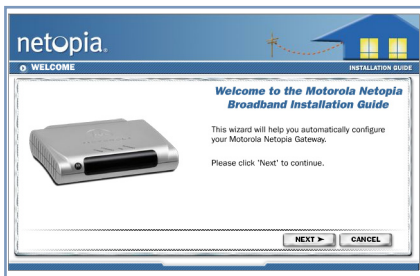 netopia.
WELCOME
INSTALLATION GUIDE
Welcome to the Motorola Netopia
Broadband Installation Guide
This wizard will help you automatically configure
your Motorola Netopia Gateway.
Please click 'Next' to continue.
NEXT
CANCEL